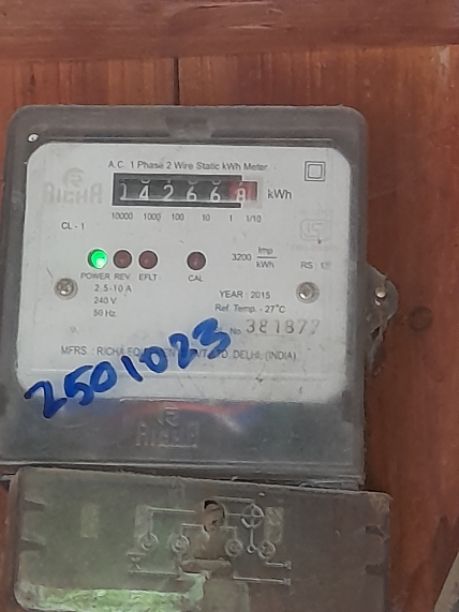 A.C. 1 Phase 2 Wire Static kWh Meter
142668 kWh
10000 1000 100 10 1 1/10
CL - 1
3200 Imp/kWh
POWER REV EFLT CAL
2.5-10 A
240 V
50 Hz
YEAR : 2015
Ref. Temp. - 27°C
No. 381877
MFRS. : RICHA DELHI, (INDIA)
2501023